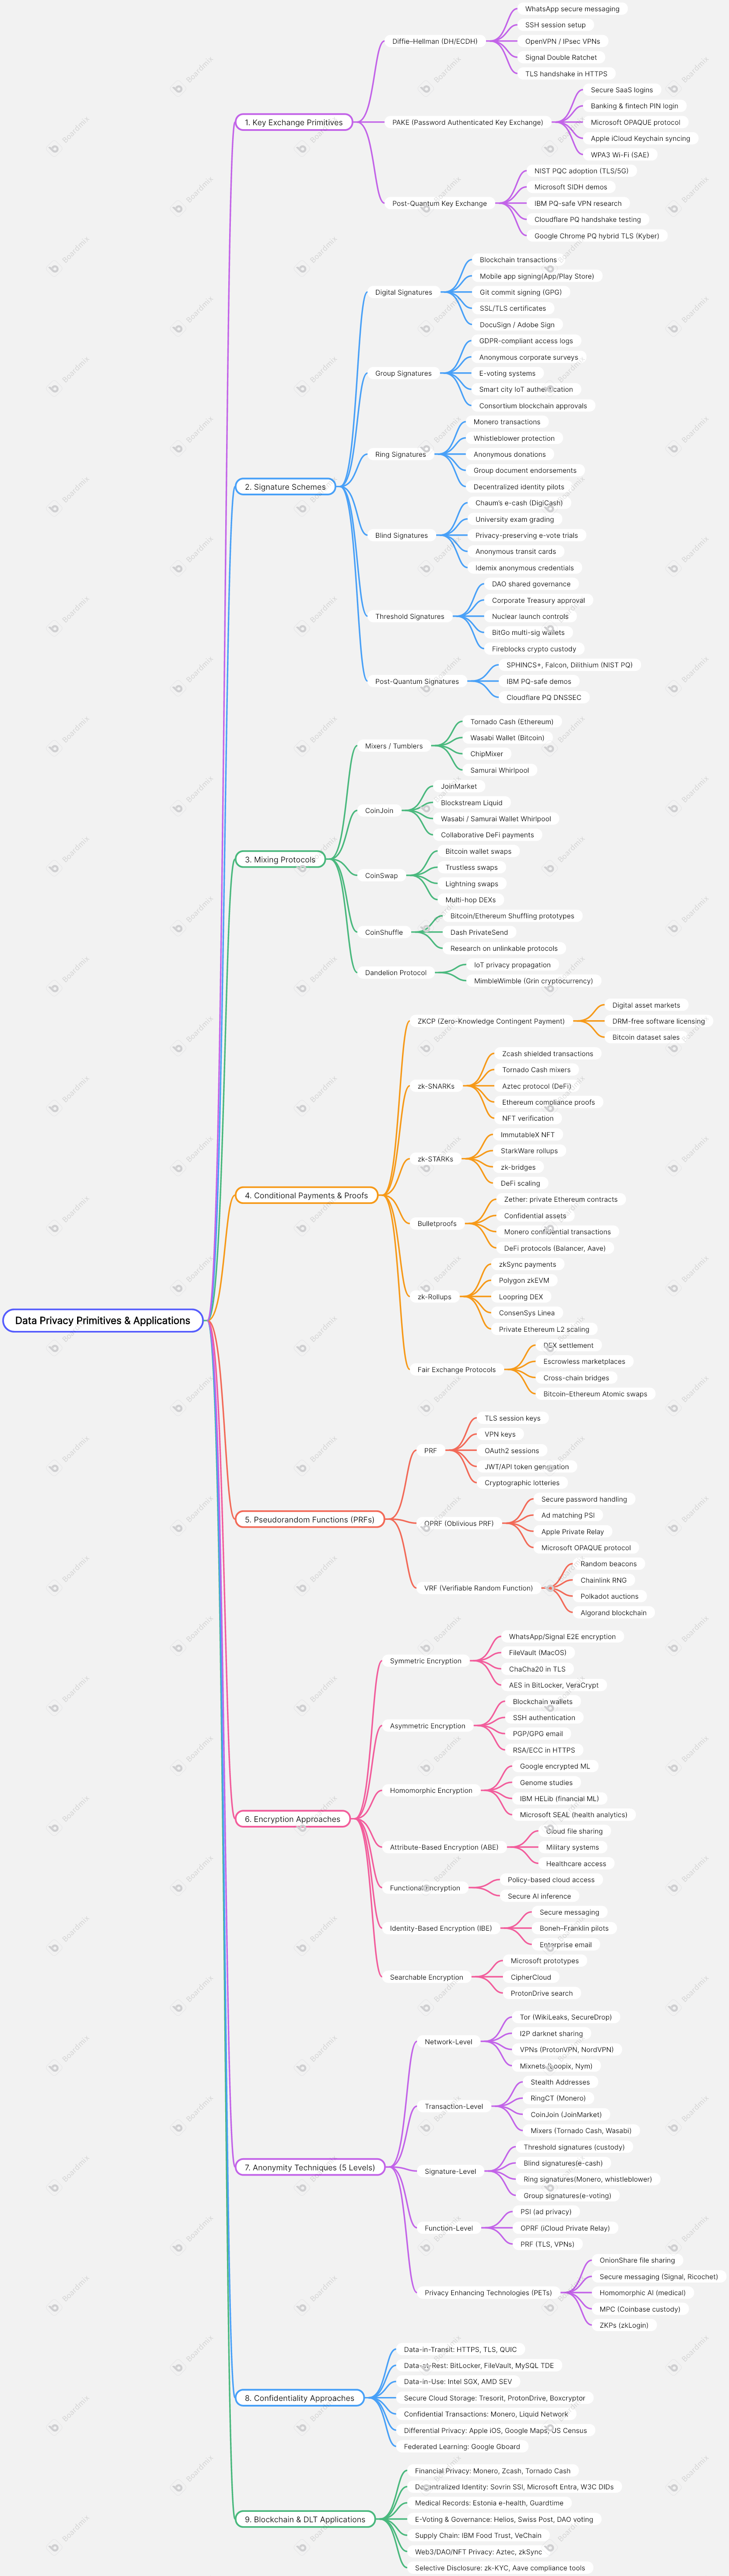 Data Privacy Primitives & Applications
1. Key Exchange Primitives
Diffie-Hellman (DH/ECDH)
WhatsApp secure messaging
SSH session setup
OpenVPN / IPsec VPNs
Signal Double Ratchet
TLS handshake in HTTPS
PAKE (Password Authenticated Key Exchange)
Secure SaaS logins
Banking & fintech PIN login
Microsoft OPAQUE protocol
Apple iCloud Keychain syncing
WPA3 Wi-Fi (SAE)
Post-Quantum Key Exchange
NIST PQC adoption (TLS/5G)
Microsoft SIDH demos
IBM PQ-safe VPN research
Cloudflare PQ handshake testing
Google Chrome PQ hybrid TLS (Kyber)
2. Signature Schemes
Digital Signatures
Blockchain transactions
Mobile app signing(App/Play Store)
Git commit signing (GPG)
SSL/TLS certificates
DocuSign / Adobe Sign
Group Signatures
GDPR-compliant access logs
Anonymous corporate surveys
E-voting systems
Smart city IoT authentication
Consortium blockchain approvals
Ring Signatures
Monero transactions
Whistleblower protection
Anonymous donations
Group document endorsements
Decentralized identity pilots
Blind Signatures
Chaum's e-cash (DigiCash)
University exam grading
Privacy-preserving e-vote trials
Anonymous transit cards
Idemix anonymous credentials
Threshold Signatures
DAO shared governance
Corporate Treasury approval
Nuclear launch controls
BitGo multi-sig wallets
Fireblocks crypto custody
Post-Quantum Signatures
SPHINCS+, Falcon, Dilithium (NIST PQ)
IBM PQ-safe demos
Cloudflare PQ DNSSEC
3. Mixing Protocols
Mixers / Tumblers
Tornado Cash (Ethereum)
Wasabi Wallet (Bitcoin)
ChipMixer
Samurai Whirlpool
CoinJoin
JoinMarket
Blockstream Liquid
Wasabi / Samurai Wallet Whirlpool
Collaborative DeFi payments
CoinSwap
Bitcoin wallet swaps
Trustless swaps
Lightning swaps
Multi-hop DEXs
CoinShuffle
Bitcoin/Ethereum Shuffling prototypes
Dash PrivateSend
Research on unlinkable protocols
Dandelion Protocol
IoT privacy propagation
MimbleWimble (Grin cryptocurrency)
4. Conditional Payments & Proofs
ZKCP (Zero-Knowledge Contingent Payment)
Digital asset markets
DRM-free software licensing
Bitcoin dataset sales
zk-SNARKs
Zcash shielded transactions
Tornado Cash mixers
Aztec protocol (DeFi)
Ethereum compliance proofs
NFT verification
zk-STARKs
ImmutableX NFT
StarkWare rollups
zk-bridges
DeFi scaling
Bulletproofs
Zether: private Ethereum contracts
Confidential assets
Monero confidential transactions
DeFi protocols (Balancer, Aave)
zk-Rollups
zkSync payments
Polygon zkEVM
Loopring DEX
ConsenSys Linea
Private Ethereum L2 scaling
Fair Exchange Protocols
DEX settlement
Escrowless marketplaces
Cross-chain bridges
Bitcoin–Ethereum Atomic swaps
5. Pseudorandom Functions (PRFs)
PRF
TLS session keys
VPN keys
OAuth2 sessions
JWT/API token generation
Cryptographic lotteries
OPRF (Oblivious PRF)
Secure password handling
Ad matching PSI
Apple Private Relay
Microsoft OPAQUE protocol
VRF (Verifiable Random Function)
Random beacons
Chainlink RNG
Polkadot auctions
Algorand blockchain
6. Encryption Approaches
Symmetric Encryption
WhatsApp/Signal E2E encryption
FileVault (MacOS)
ChaCha20 in TLS
AES in BitLocker, VeraCrypt
Asymmetric Encryption
Blockchain wallets
SSH authentication
PGP/GPG email
RSA/ECC in HTTPS
Homomorphic Encryption
Google encrypted ML
Genome studies
IBM HELib (financial ML)
Microsoft SEAL (health analytics)
Attribute-Based Encryption (ABE)
Cloud file sharing
Military systems
Healthcare access
Functional Encryption
Policy-based cloud access
Secure AI inference
Identity-Based Encryption (IBE)
Secure messaging
Boneh–Franklin pilots
Enterprise email
Searchable Encryption
Microsoft prototypes
CipherCloud
ProtonDrive search
7. Anonymity Techniques (5 Levels)
Network-Level
Tor (WikiLeaks, SecureDrop)
I2P darknet sharing
VPNs (ProtonVPN, NordVPN)
Mixnets (Loopix, Nym)
Transaction-Level
Stealth Addresses
RingCT (Monero)
CoinJoin (JoinMarket)
Mixers (Tornado Cash, Wasabi)
Signature-Level
Threshold signatures (custody)
Blind signatures(e-cash)
Ring signatures(Monero, whistleblower)
Group signatures(e-voting)
Function-Level
PSI (ad privacy)
OPRF (iCloud Private Relay)
PRF (TLS, VPNs)
Privacy Enhancing Technologies (PETs)
OnionShare file sharing
Secure messaging (Signal, Ricochet)
Homomorphic AI (medical)
MPC (Coinbase custody)
ZKPs (zkLogin)
8. Confidentiality Approaches
Data-in-Transit: HTTPS, TLS, QUIC
Data-at-Rest: BitLocker, FileVault, MySQL TDE
Data-in-Use: Intel SGX, AMD SEV
Secure Cloud Storage: Tresorit, ProtonDrive, Boxcryptor
Confidential Transactions: Monero, Liquid Network
Differential Privacy: Apple iOS, Google Maps, US Census
Federated Learning: Google Gboard
9. Blockchain & DLT Applications
Financial Privacy: Monero, Zcash, Tornado Cash
Decentralized Identity: Sovrin SSI, Microsoft Entra, W3C DIDs
Medical Records: Estonia e-health, Guardtime
E-Voting & Governance: Helios, Swiss Post, DAO voting
Supply Chain: IBM Food Trust, VeChain
Web3/DAO/NFT Privacy: Aztec, zkSync
Selective Disclosure: zk-KYC, Aave compliance tools
Boardmix